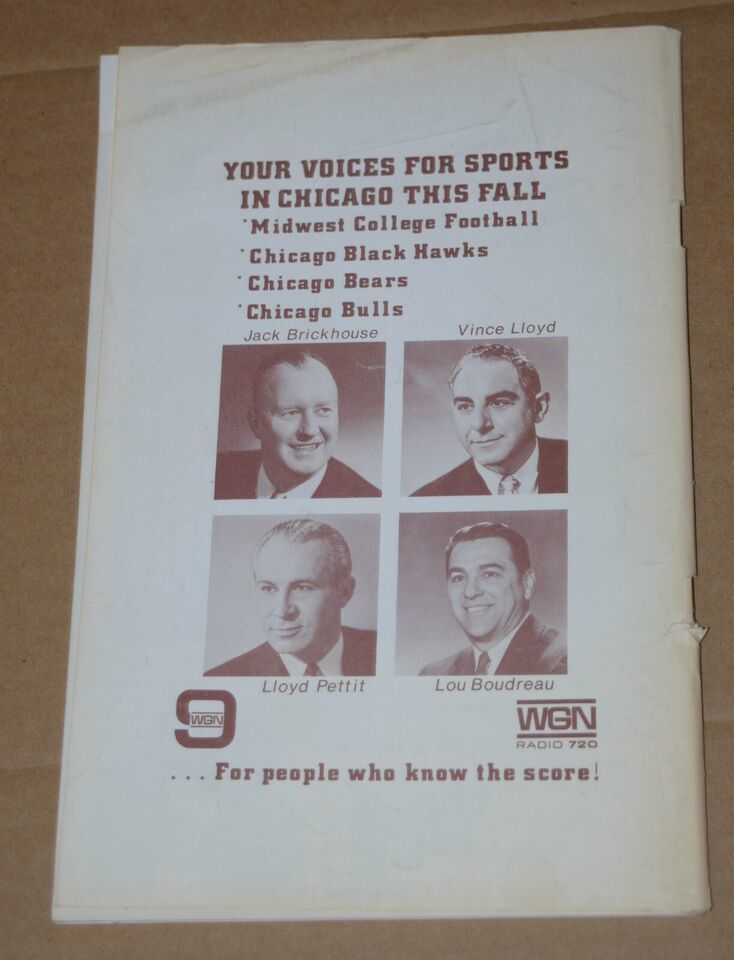 YOUR VOICES FOR SPORTS
IN CHICAGO THIS FALL
*Midwest College Football
*Chicago Black Hawks
*Chicago Bears
*Chicago Bulls
Jack Brickhouse
Vince Lloyd
Lloyd Pettit
Lou Boudreau
9
WGN
WGN
RADIO 720
...For people who know the score!